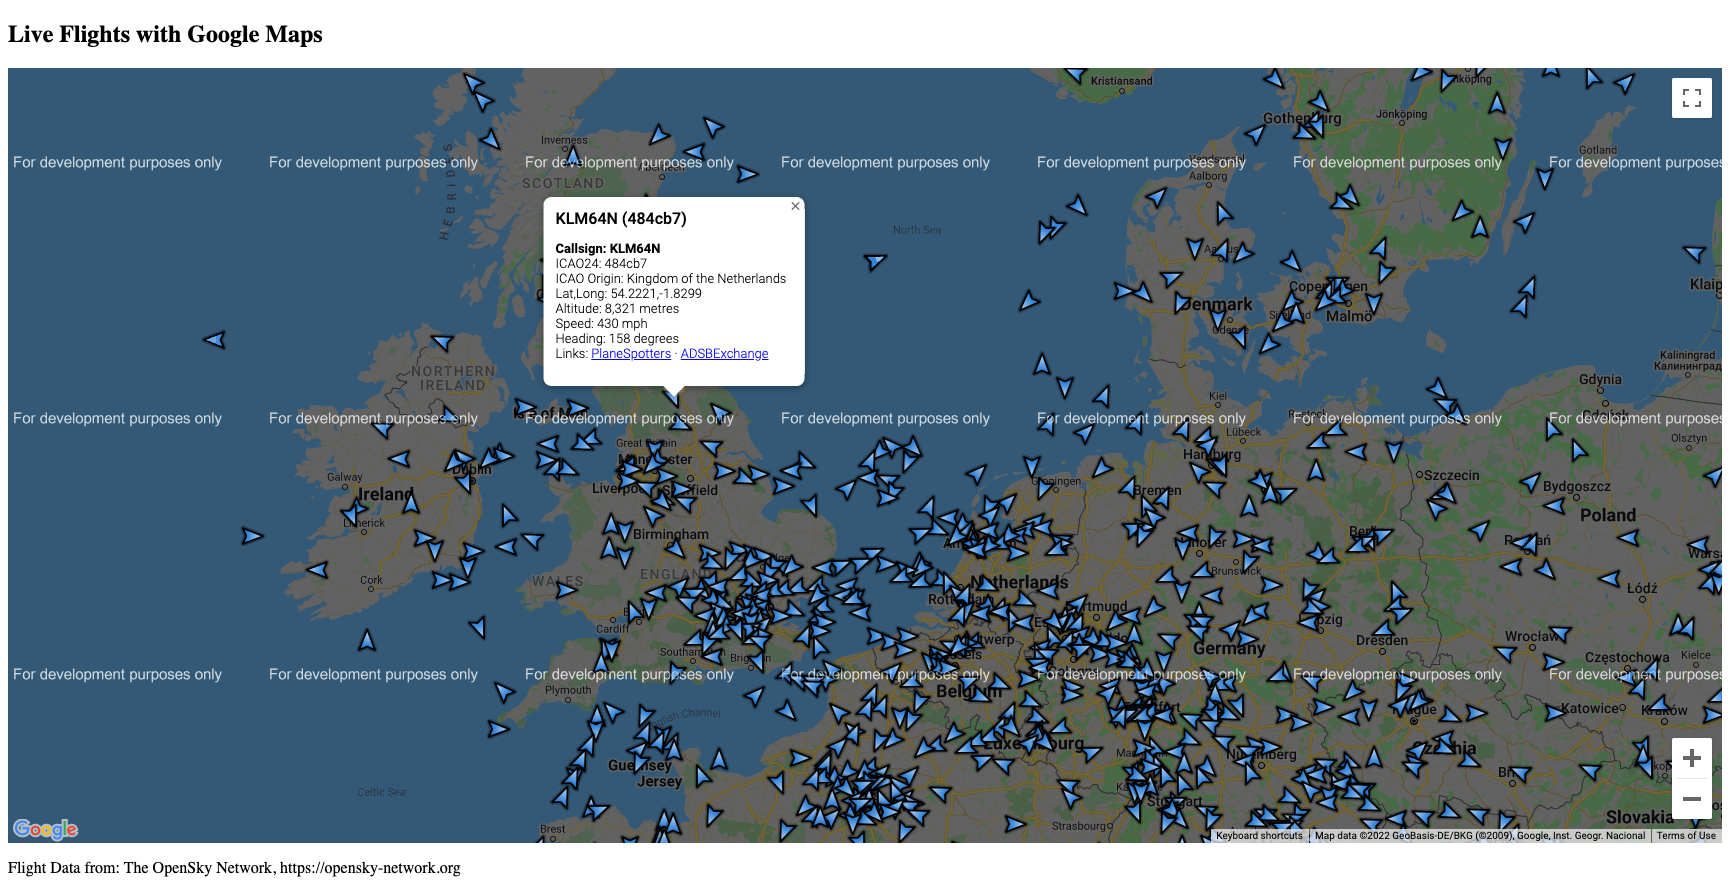 Live Flights with Google Maps
Kristiansand
Gothenburg
Jönköping
Inverness
Aberdeen
Gotland
Aalborg
For development purposes only
For development purposes only
For development purposes only
For development purposes only
For development purposes only
For development purposes only
For development purposes
SCOTLAND
HEBRIDES
North Sea
KLM64N (484cb7)
Callsign: KLM64N
ICAO24: 484cb7
ICAO Origin: Kingdom of the Netherlands
Lat,Long: 54.2221,-1.8299
Altitude: 8,321 metres
Speed: 430 mph
Heading: 158 degrees
Links: PlaneSpotters · ADSBExchange
Copenhagen
Denmark
Odense
Malmö
Klaip
Kaliningrad
Калининград
NORTHERN
IRELAND
Gdynia
Kiel
For development purposes only
For development purposes only
For development purposes only
For development purposes only
For development purposes only
For development purposes only
For development purposes
Lübeck
Olsztyn
Great Britain
Manchester
Dublin
Hamburg
Galway
Ireland
Liverpool
Sheffield
Groningen
Bremen
Szczecin
Bydgoszcz
Limerick
Poland
Birmingham
Cork
WALES
ENGLAND
Netherlands
Brunswick
Łódź
Cardiff
Dresden
Wrocław
Germany
Częstochowa
Kielce
Plymouth
For development purposes only
For development purposes only
For development purposes only
For development purposes only
For development purposes only
For development purposes only
For development purposes
Belgium
English Channel
Katowice
Kraków
Prague
Luxembourg
Czechia
Nuremberg
Guernsey
Jersey
Celtic Sea
Stuttgart
Strasbourg
Brest
Slovakia
Google
Keyboard shortcuts
Map data ©2022 GeoBasis-DE/BKG (©2009), Google, Inst. Geogr. Nacional
Terms of Use
Flight Data from: The OpenSky Network, https://opensky-network.org